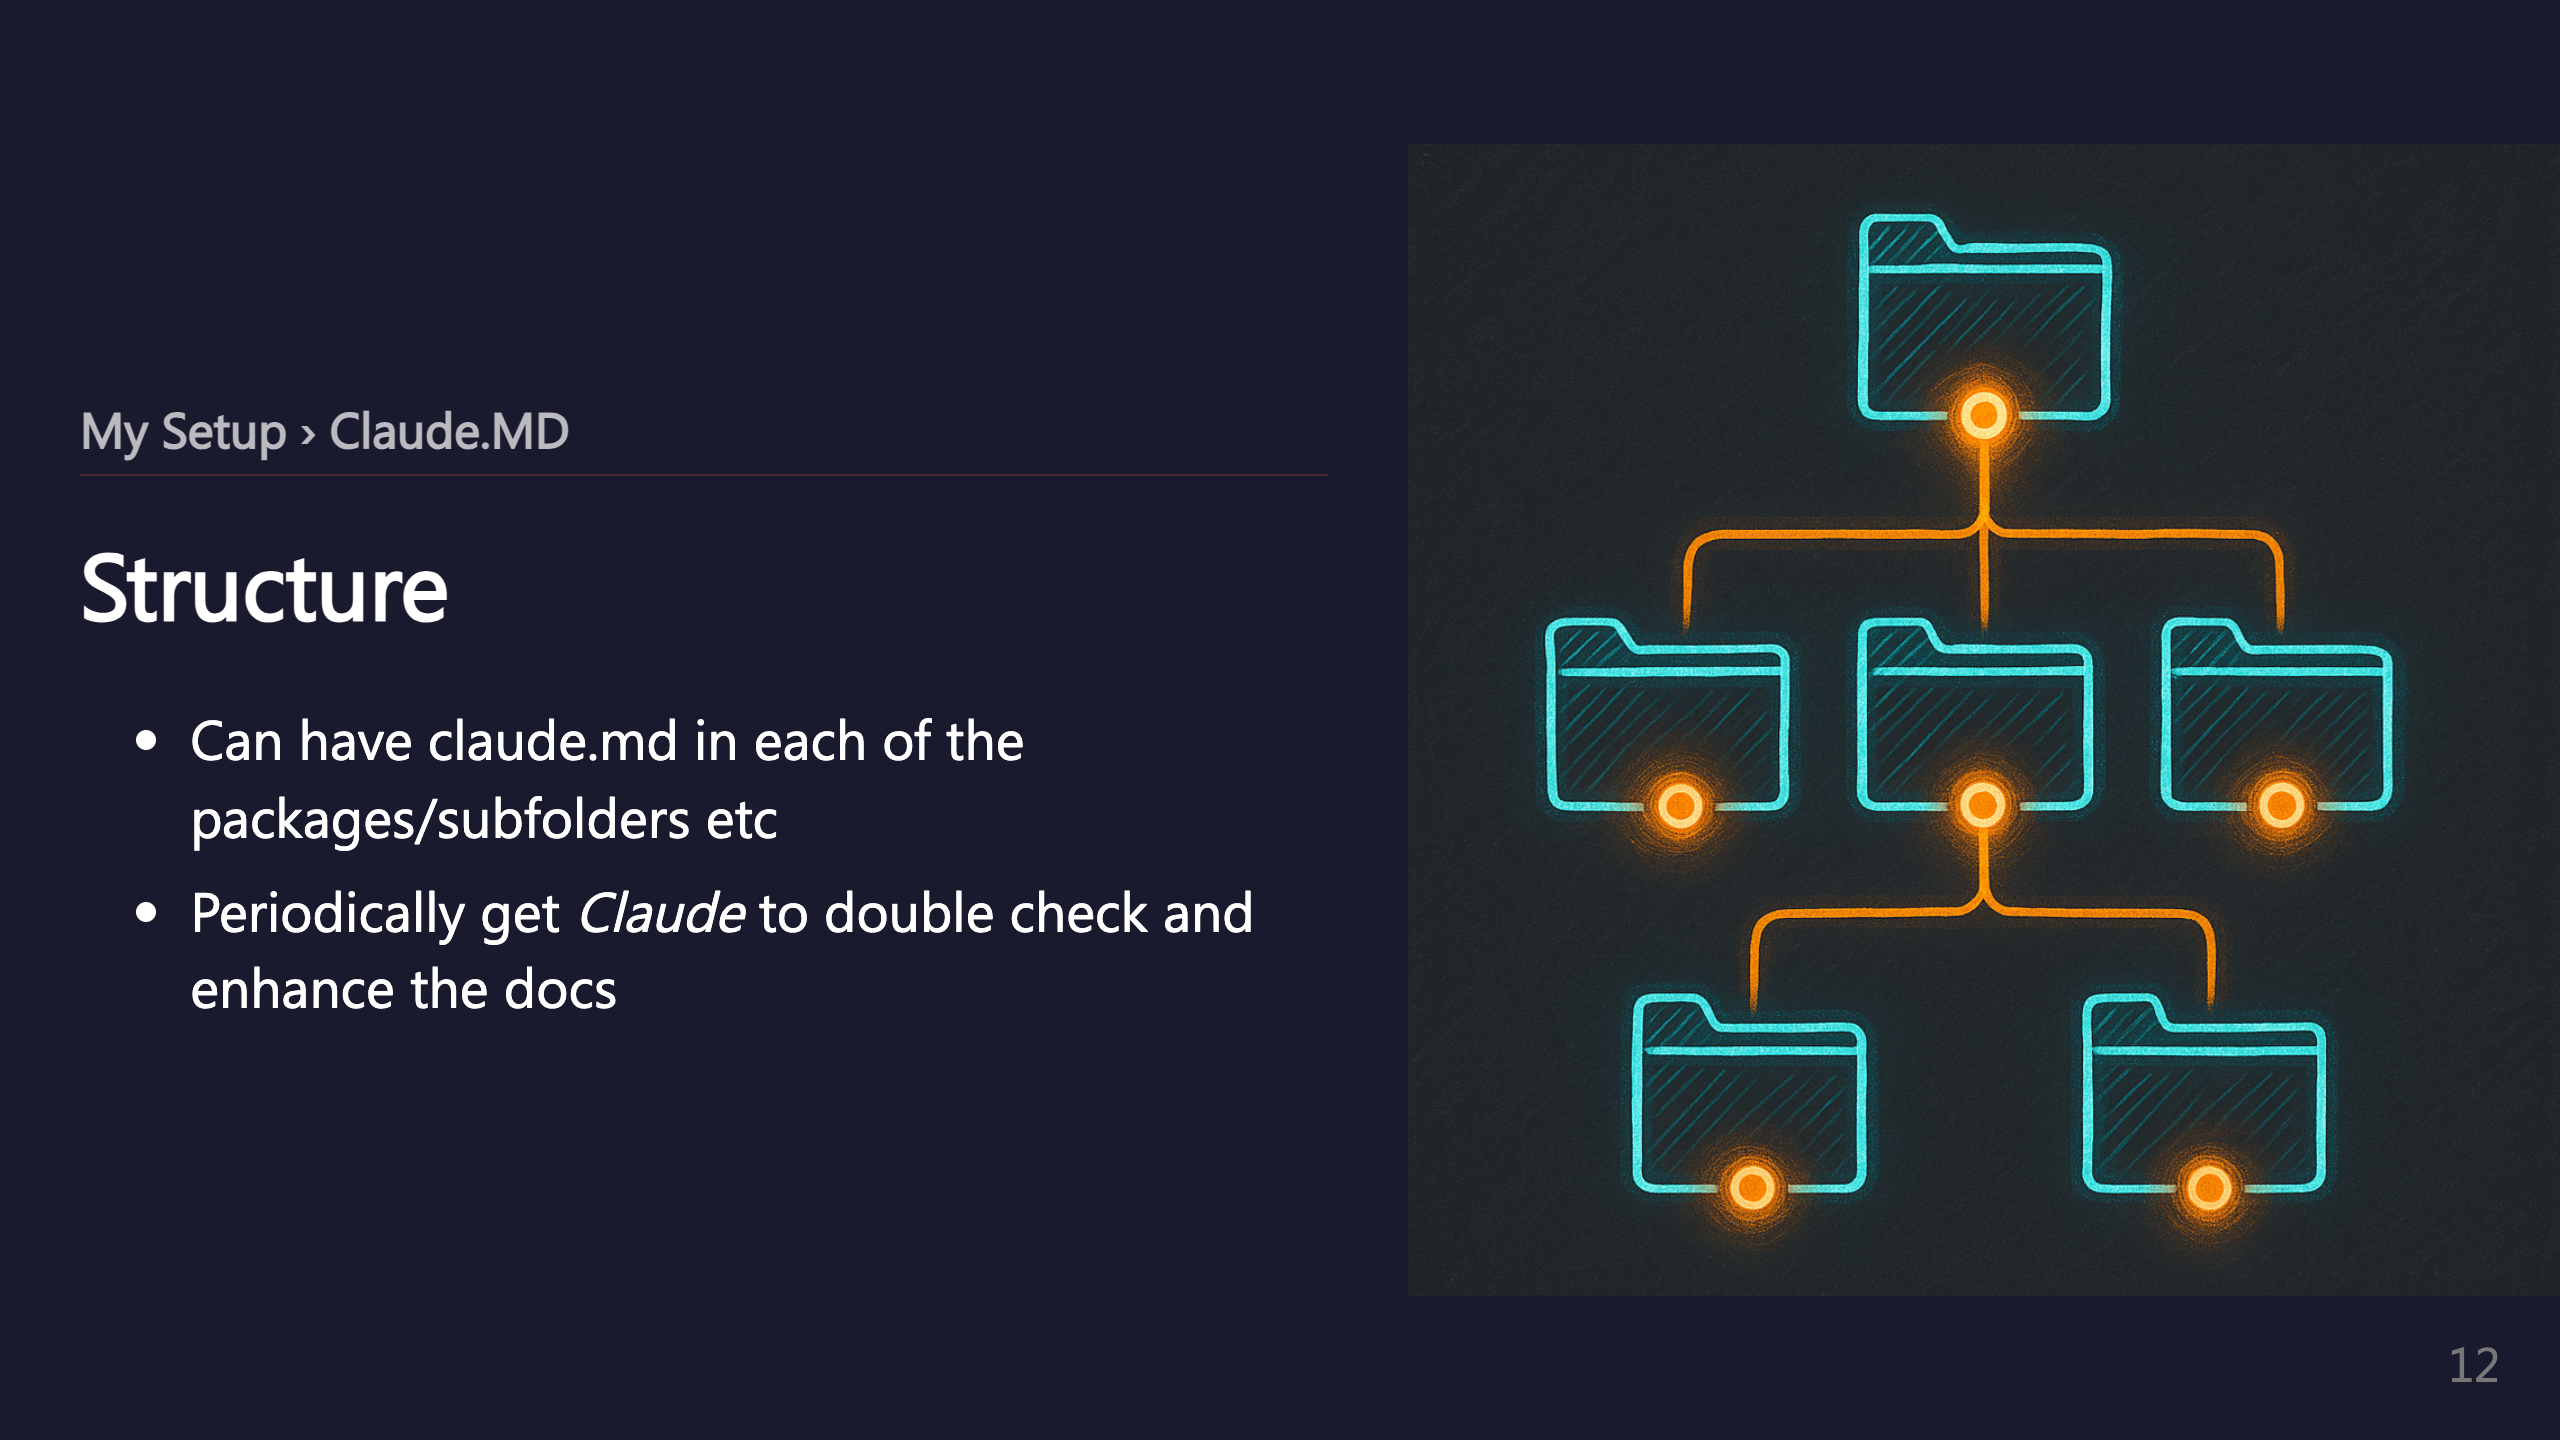 My Setup › Claude.MD
Structure
• Can have claude.md in each of the
packages/subfolders etc
• Periodically get Claude to double check and
enhance the docs
12